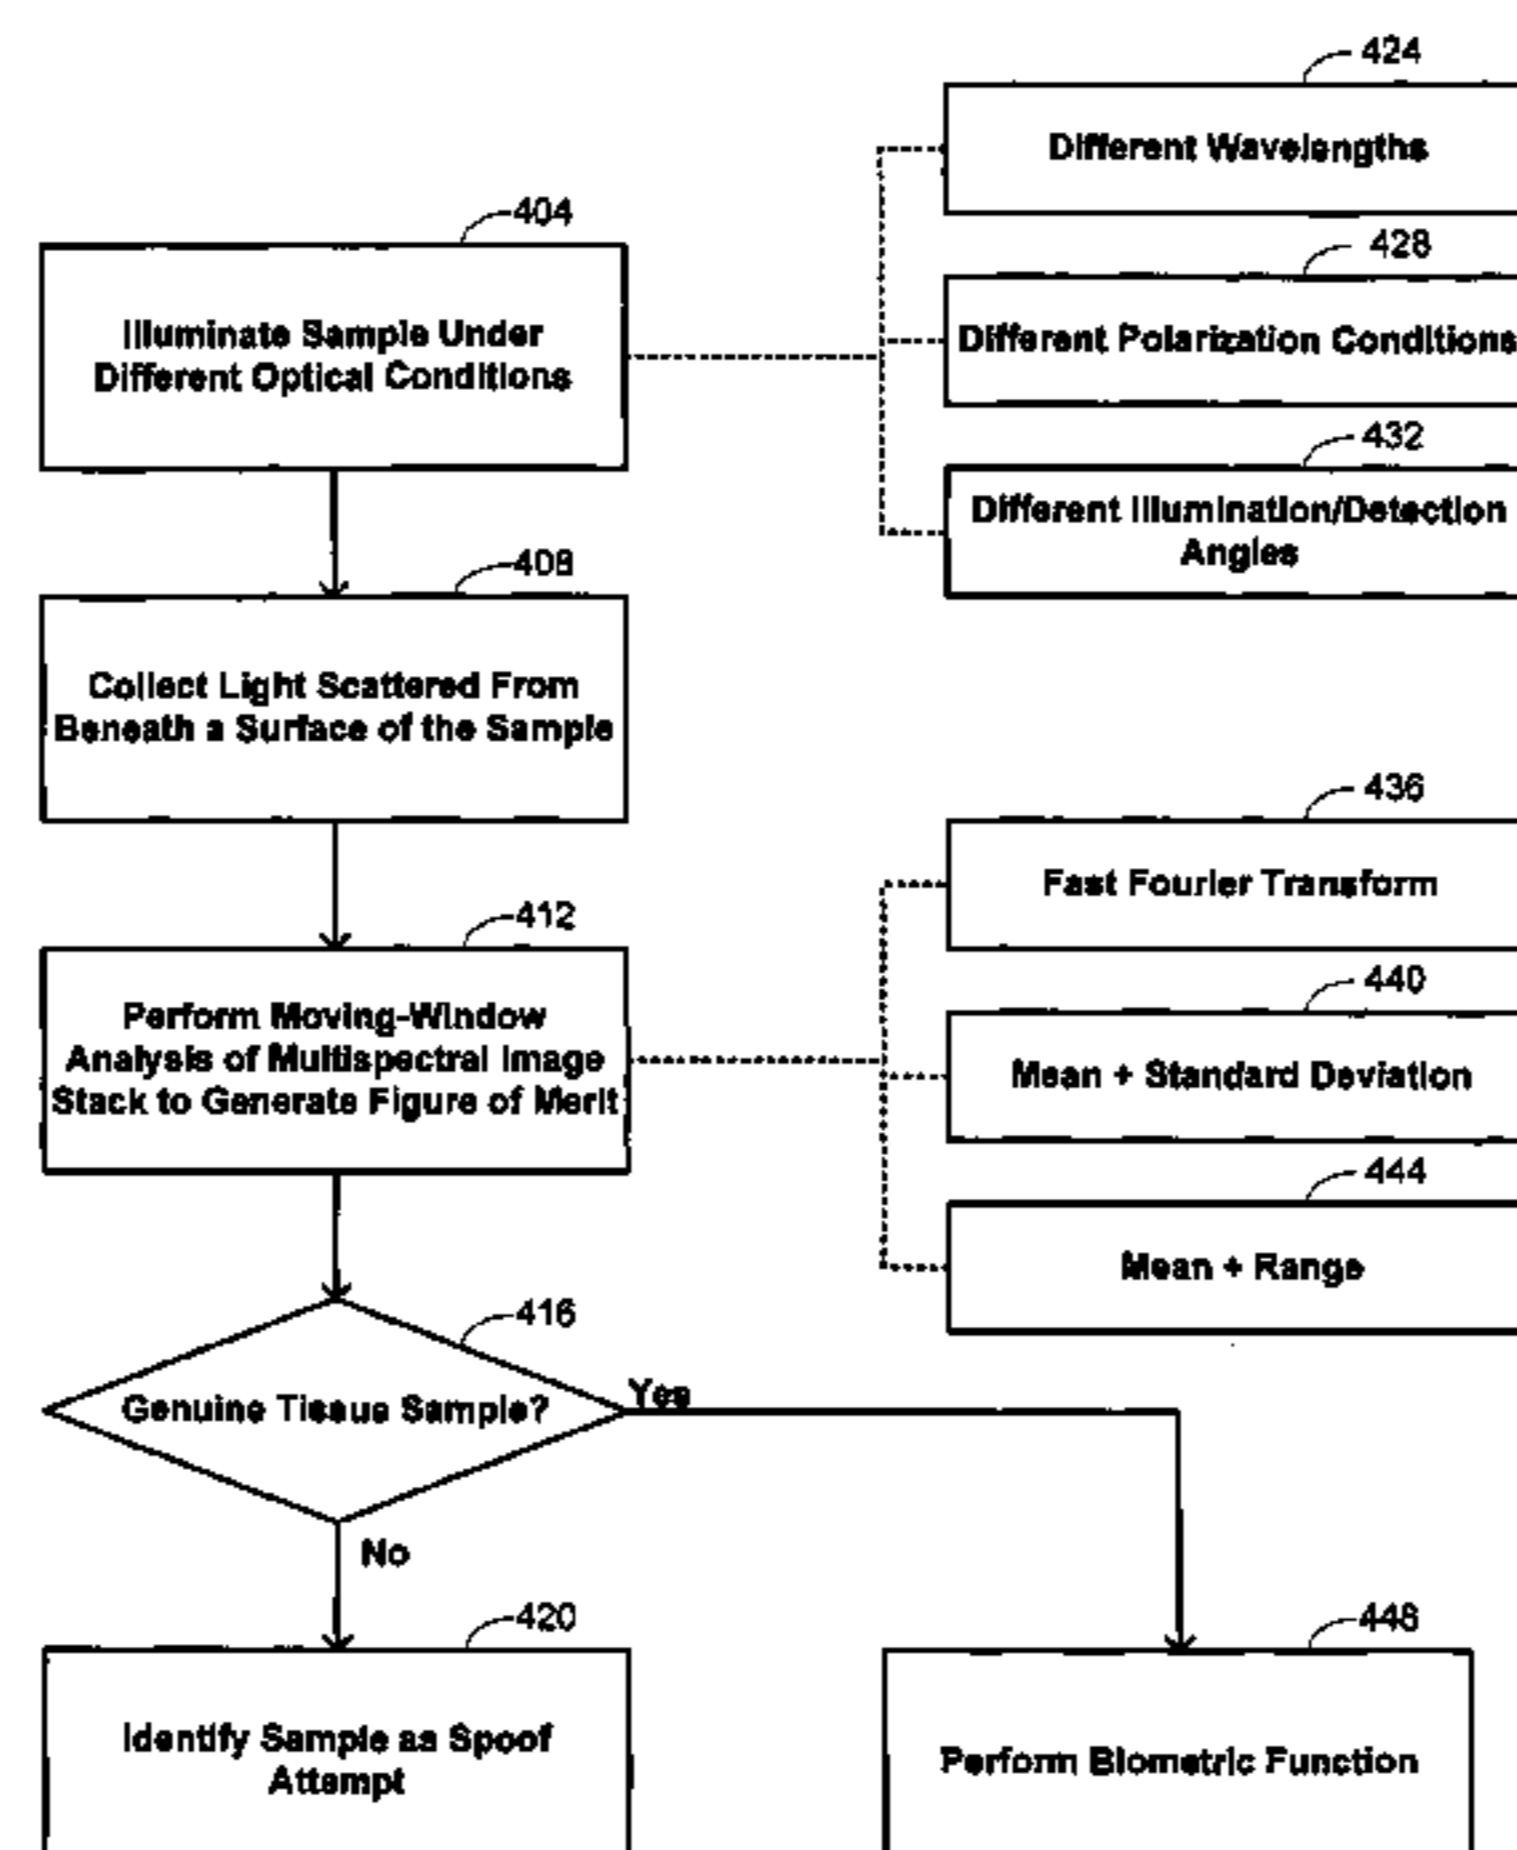 424
Different Wavelengths
404
428
Illuminate Sample Under
Different Optical Conditions
Different Polarization Conditions
432
Different Illumination/Detection
Angles
408
Collect Light Scattered From
Beneath a Surface of the Sample
436
Fast Fourier Transform
412
440
Perform Moving-Window
Analysis of Multispectral Image
Stack to Generate Figure of Merit
Mean + Standard Deviation
444
Mean + Range
416
Genuine Tissue Sample?
Yes
No
420
448
Identify Sample as Spoof
Attempt
Perform Biometric Function